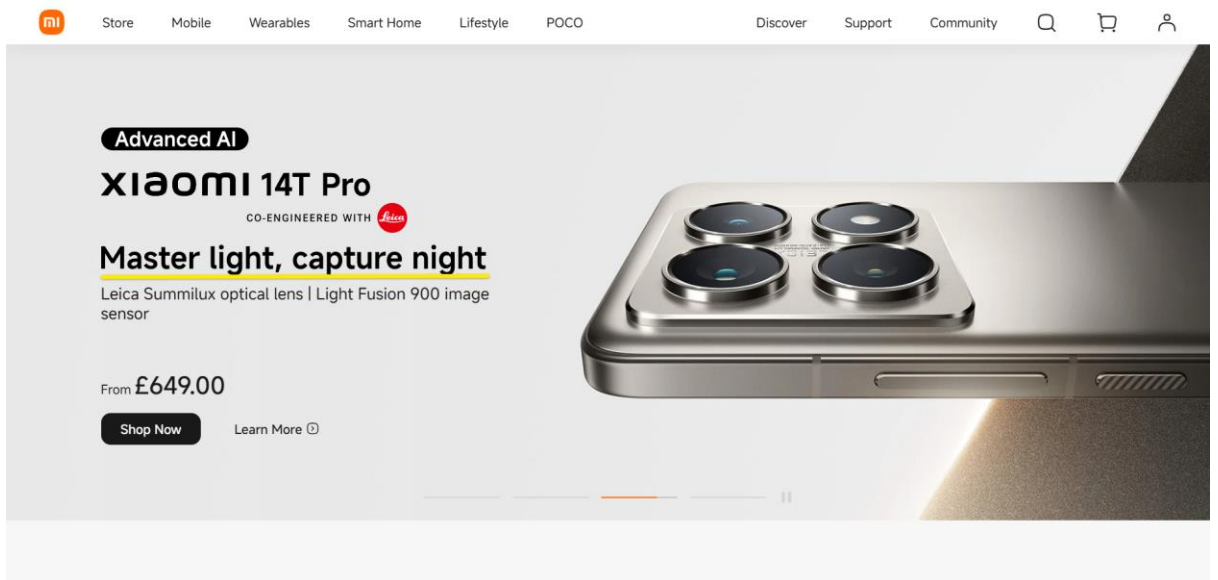 mi
Store Mobile Wearables Smart Home Lifestyle POCO Discover Support Community
Advanced AI
XIAOMI 14T Pro
CO-ENGINEERED WITH Leica
Master light, capture night
Leica Summilux optical lens | Light Fusion 900 image
sensor
From £649.00
Shop Now Learn More